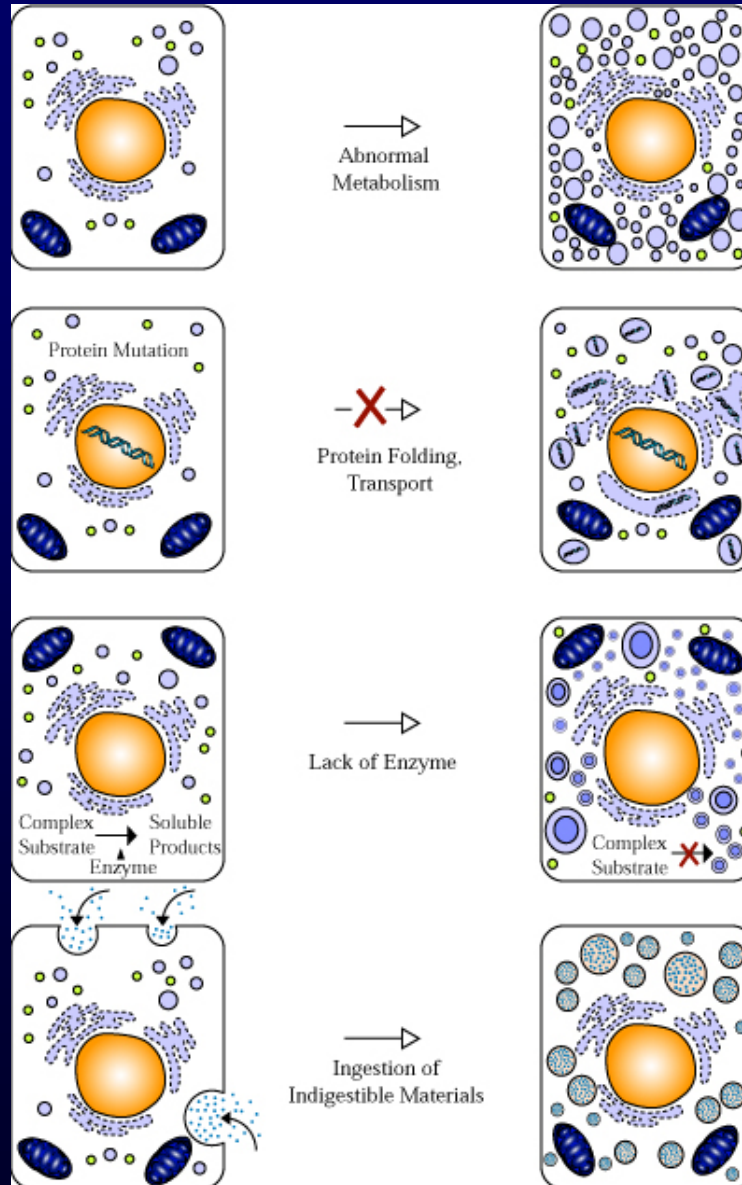 Abnormal
Metabolism
Protein Mutation
Protein Folding,
Transport
Lack of Enzyme
Complex
Substrate
Soluble
Products
Enzyme
Complex
Substrate
Ingestion of
Indigestible Materials